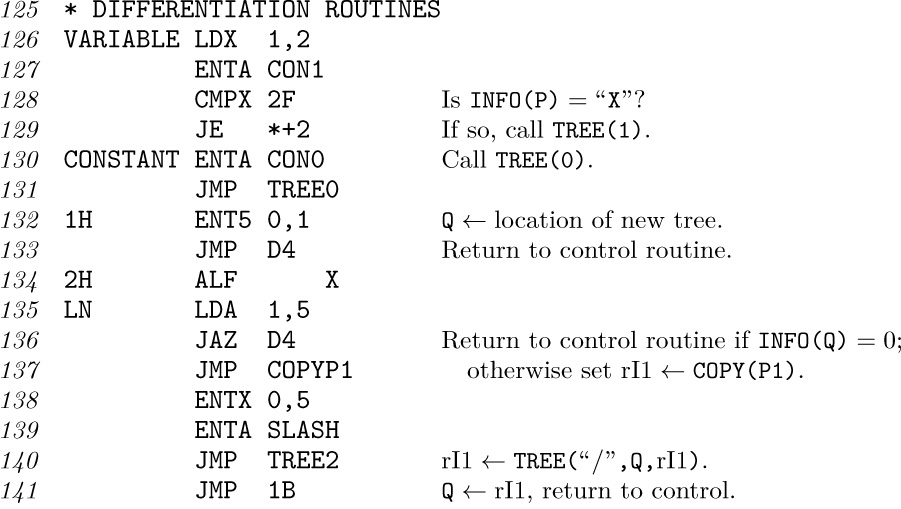 125 * DIFFERENTIATION ROUTINES
126 VARIABLE LDX 1,2
127 ENTA CON1
128 CMPX 2F Is INFO(P) = “X”?
129 JE *+2 If so, call TREE(1).
130 CONSTANT ENTA CON0 Call TREE(0).
131 JMP TREE0
132 1H ENT5 0,1 Q ← location of new tree.
133 JMP D4 Return to control routine.
134 2H ALF X
135 LN LDA 1,5
136 JAZ D4 Return to control routine if INFO(Q) = 0;
137 JMP COPYP1 otherwise set rI1 ← COPY(P1).
138 ENTX 0,5
139 ENTA SLASH
140 JMP TREE2 rI1 ← TREE(“/”,Q,rI1).
141 JMP 1B Q ← rI1, return to control.